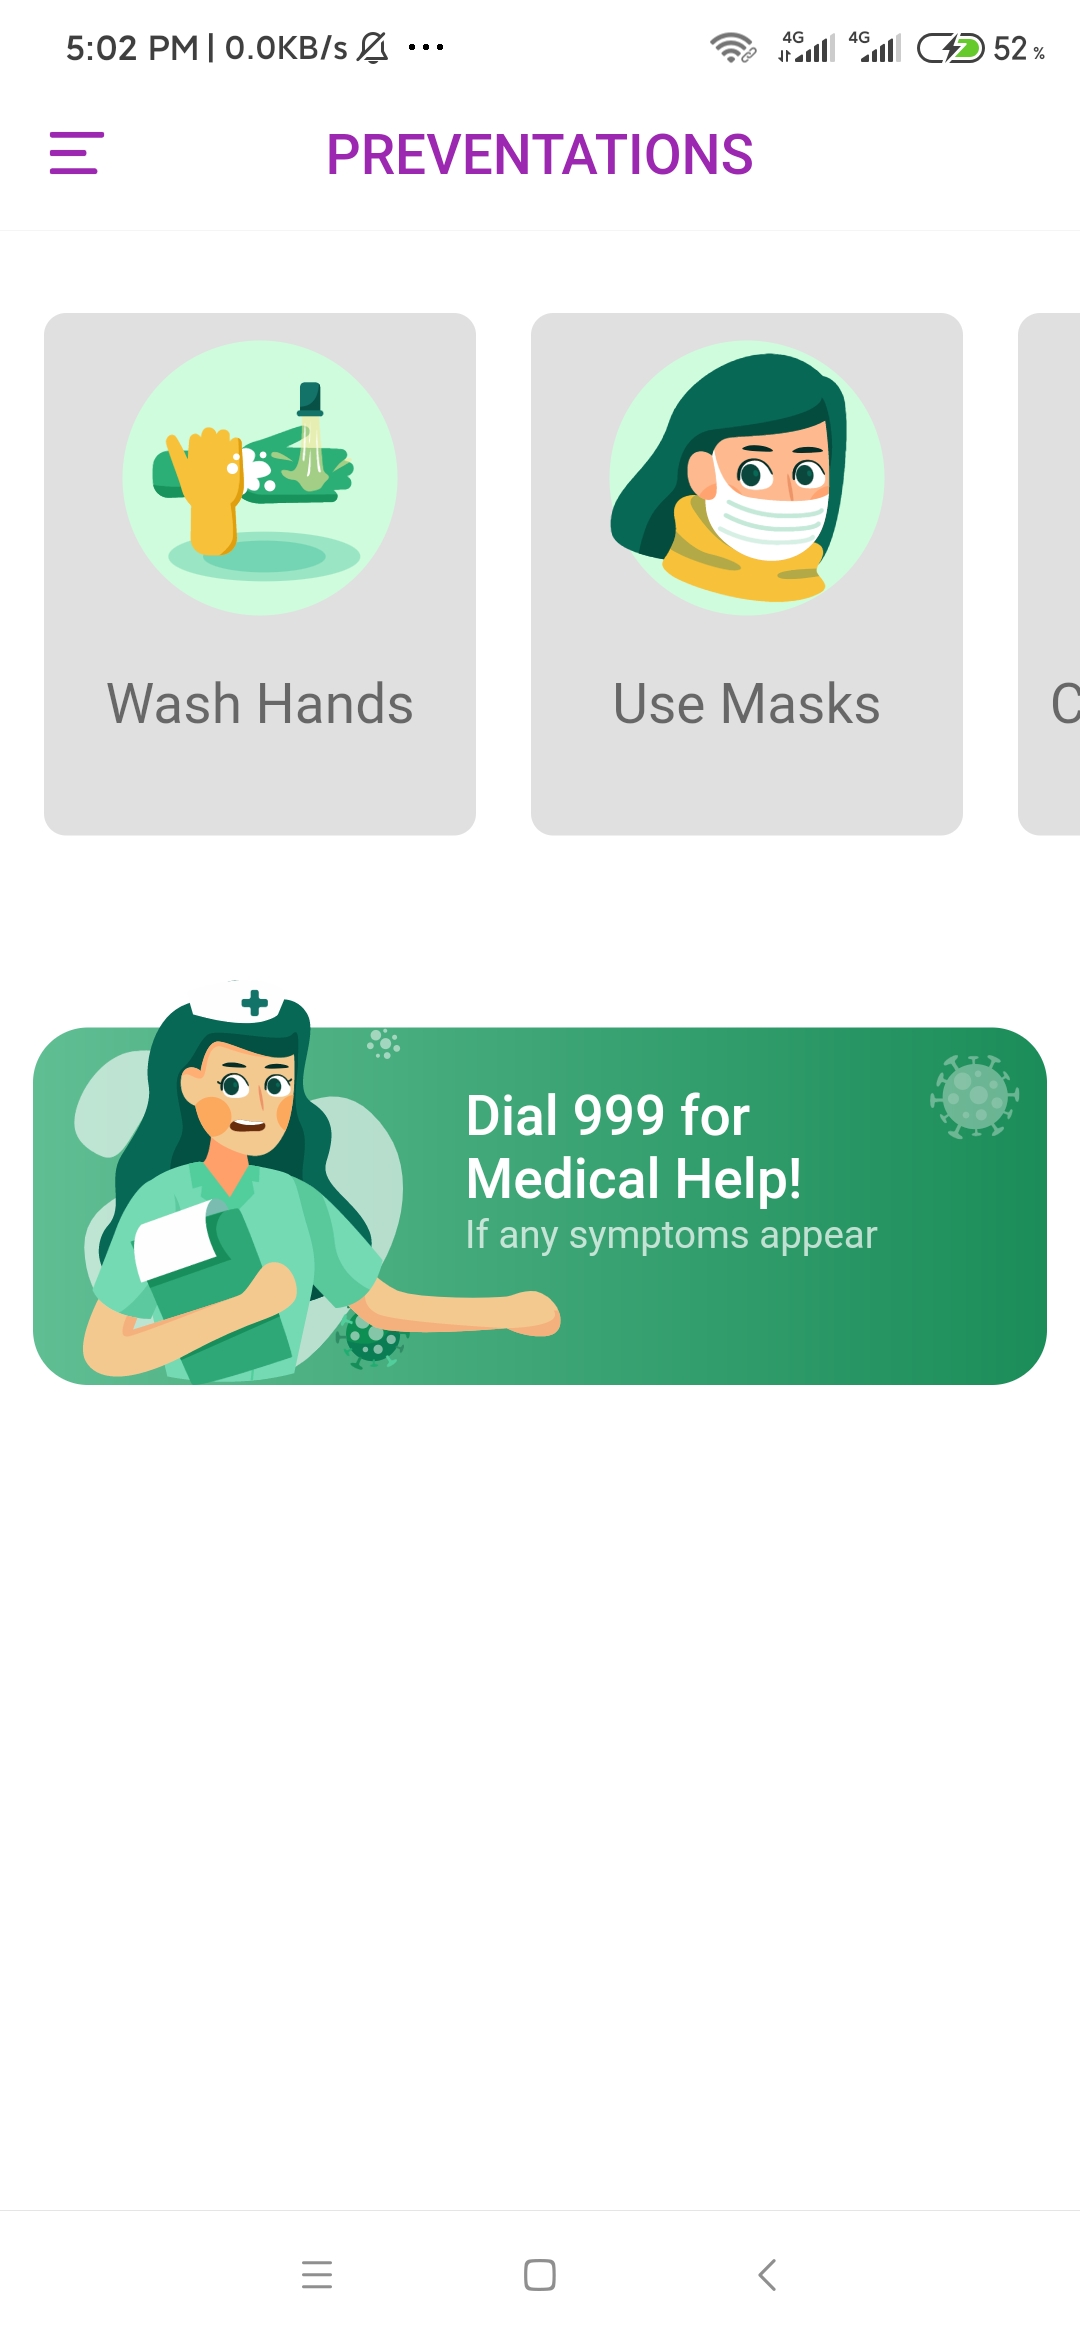 5:02 PM | 0.0KB/s ... 4G 4G 52 %
PREVENTATIONS
Wash Hands
Use Masks
C
Dial 999 for
Medical Help!
If any symptoms appear